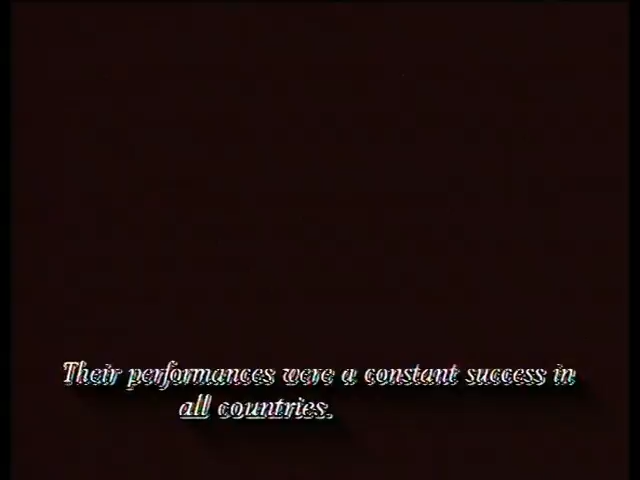 Their performances were a constant success in
all countries.